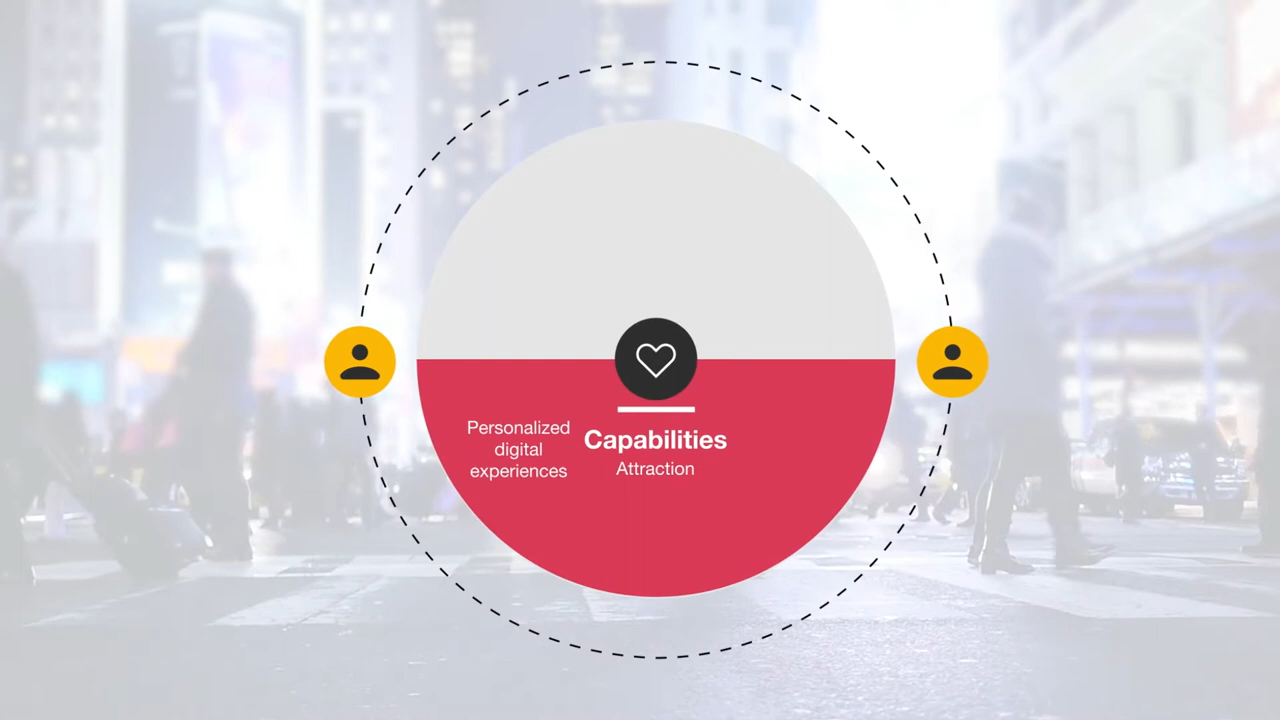 Personalized
digital
experiences
Capabilities
Attraction